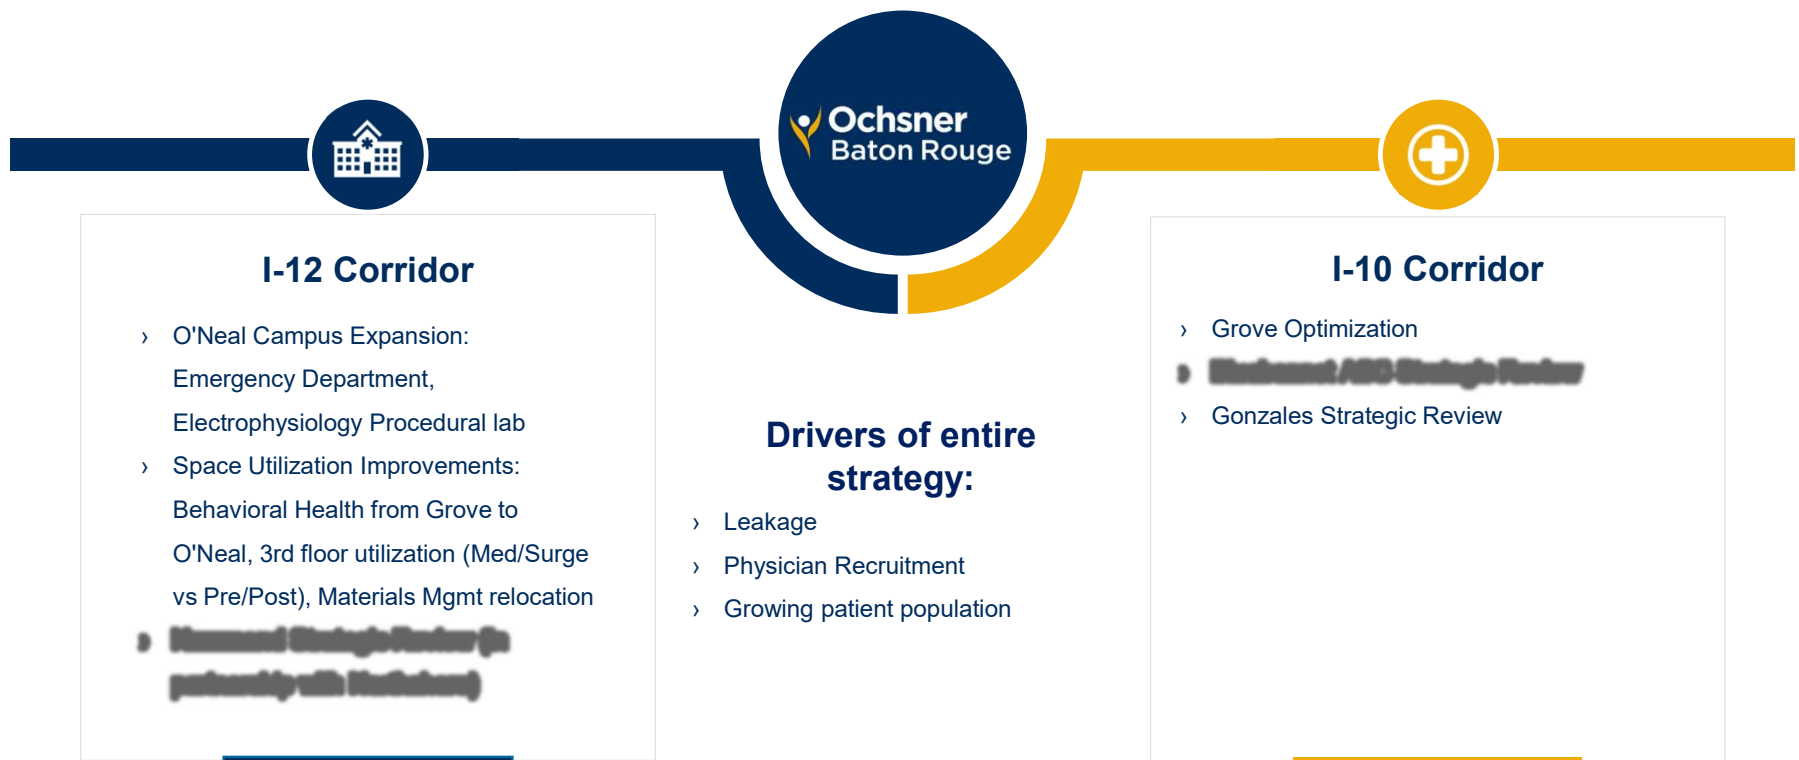 Ochsner
Baton Rouge
I-12 Corridor
› O'Neal Campus Expansion:
Emergency Department,
Electrophysiology Procedural lab
› Space Utilization Improvements:
Behavioral Health from Grove to
O'Neal, 3rd floor utilization (Med/Surge
vs Pre/Post), Materials Mgmt relocation
Drivers of entire
strategy:
› Leakage
› Physician Recruitment
› Growing patient population
I-10 Corridor
› Grove Optimization
› Gonzales Strategic Review